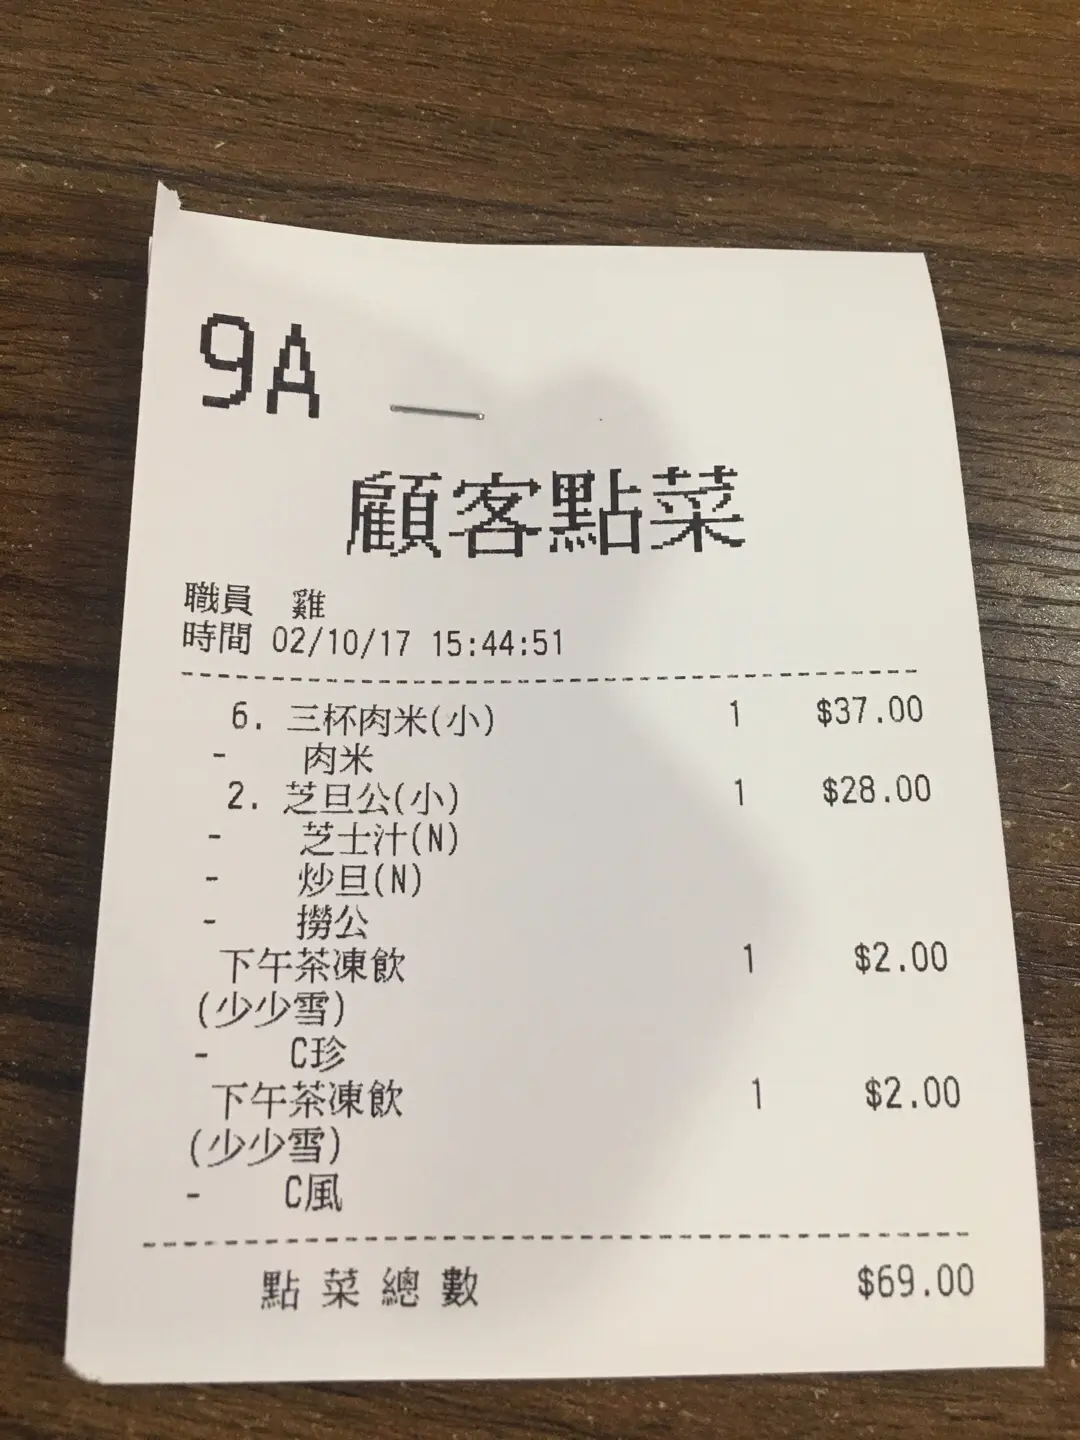 9A
顧客點菜
職員 雞
時間 02/10/17 15:44:51
6. 三杯肉米(小) 1 $37.00
- 肉米
2. 芝旦公(小) 1 $28.00
- 芝士汁(N)
- 炒旦(N)
- 撈公
下午茶凍飲 1 $2.00
(少少雪)
- C珍
下午茶凍飲 1 $2.00
(少少雪)
- C風
點菜總數 $69.00